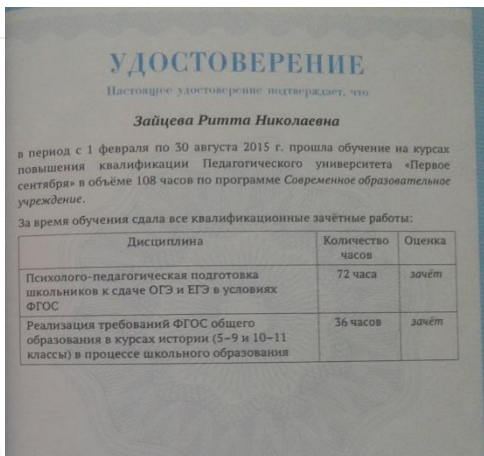 УДОСТОВЕРЕНИЕ
Настоящее удостоверение подтверждает, что
Зайцева Ритта Николаевна
в период с 1 февраля по 30 августа 2015 г. прошла обучение на курсах
повышения квалификации Педагогического университета «Первое
сентября» в объёме 108 часов по программе Современное образовательное
учреждение.
За время обучения сдала все квалификационные зачётные работы:
Дисциплина Количество Оценка
часов
Психолого-педагогическая подготовка 72 часа зачёт
школьников к сдаче ОГЭ и ЕГЭ в условиях
ФГОС
Реализация требований ФГОС общего 36 часов зачёт
образования в курсах истории (5–9 и 10–11
классы) в процессе школьного образования